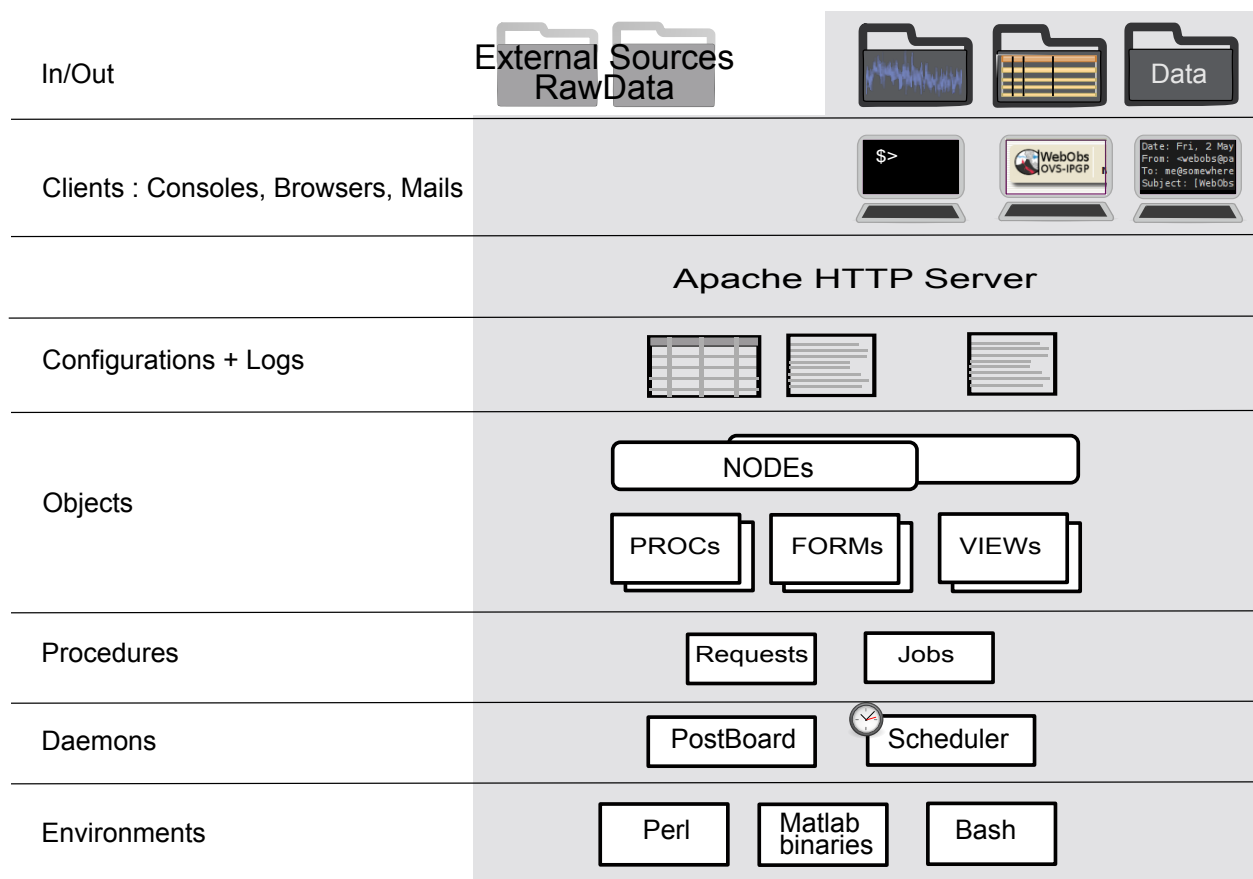 In/Out
External Sources
RawData
Data
Clients : Consoles, Browsers, Mails
$>
WebObs
OVS-IPGP
Date: Fri, 2 May
From: <webobs@pa
To: me@somewhere
Subject: [WebObs
Apache HTTP Server
Configurations + Logs
Objects
NODEs
PROCs
FORMs
VIEWs
Procedures
Requests
Jobs
Daemons
PostBoard
Scheduler
Environments
Perl
Matlab
binaries
Bash